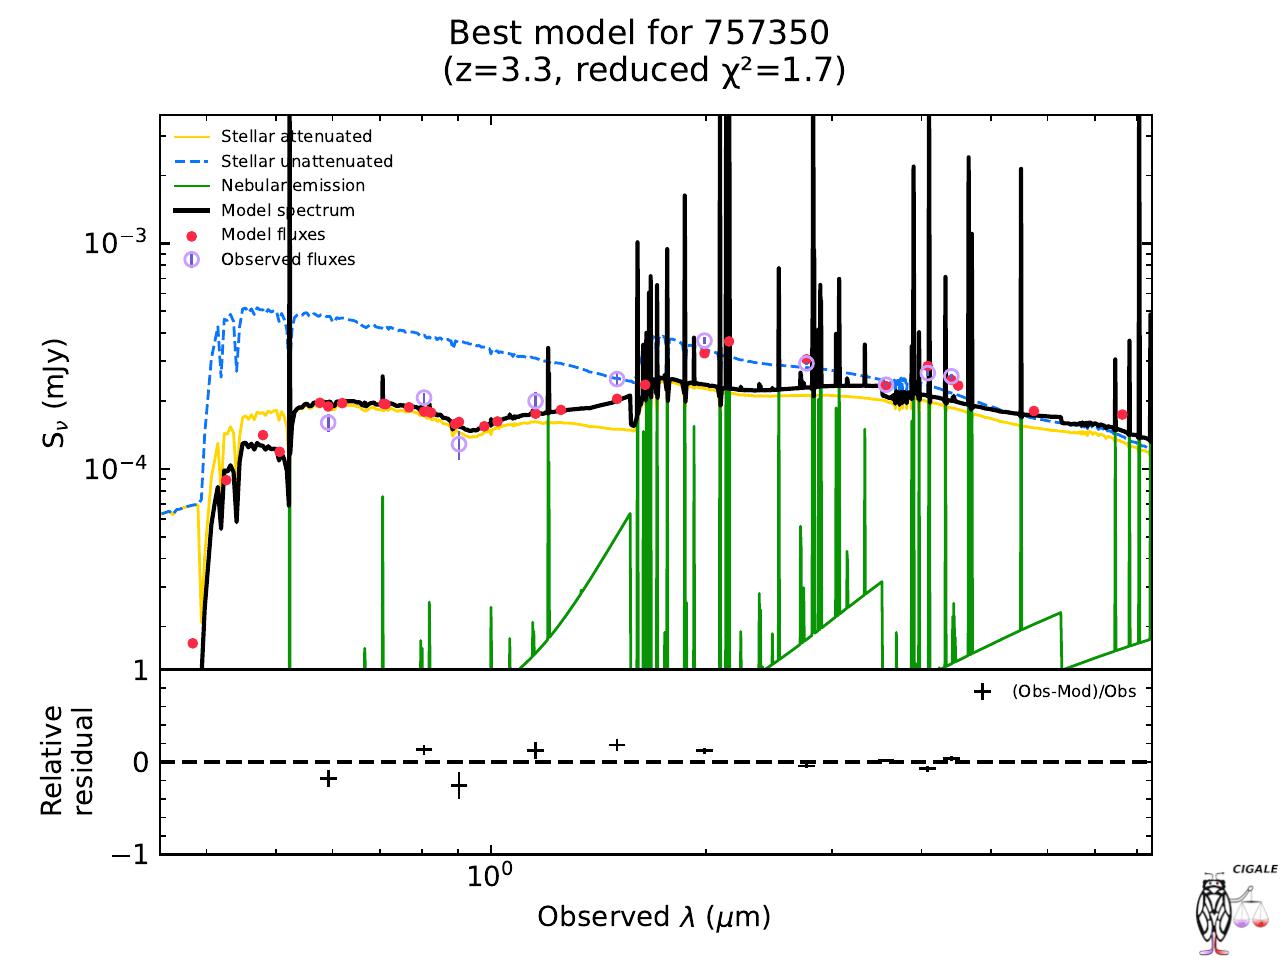 Best model for 757350
(z=3.3, reduced χ²=1.7)
Stellar attenuated
Stellar unattenuated
Nebular emission
Model spectrum
Model fluxes
Observed fluxes
10⁻³
10⁻⁴
S_ν (mJy)
(Obs-Mod)/Obs
1
0
−1
Relative
residual
10⁰
Observed λ (μm)
CIGALE